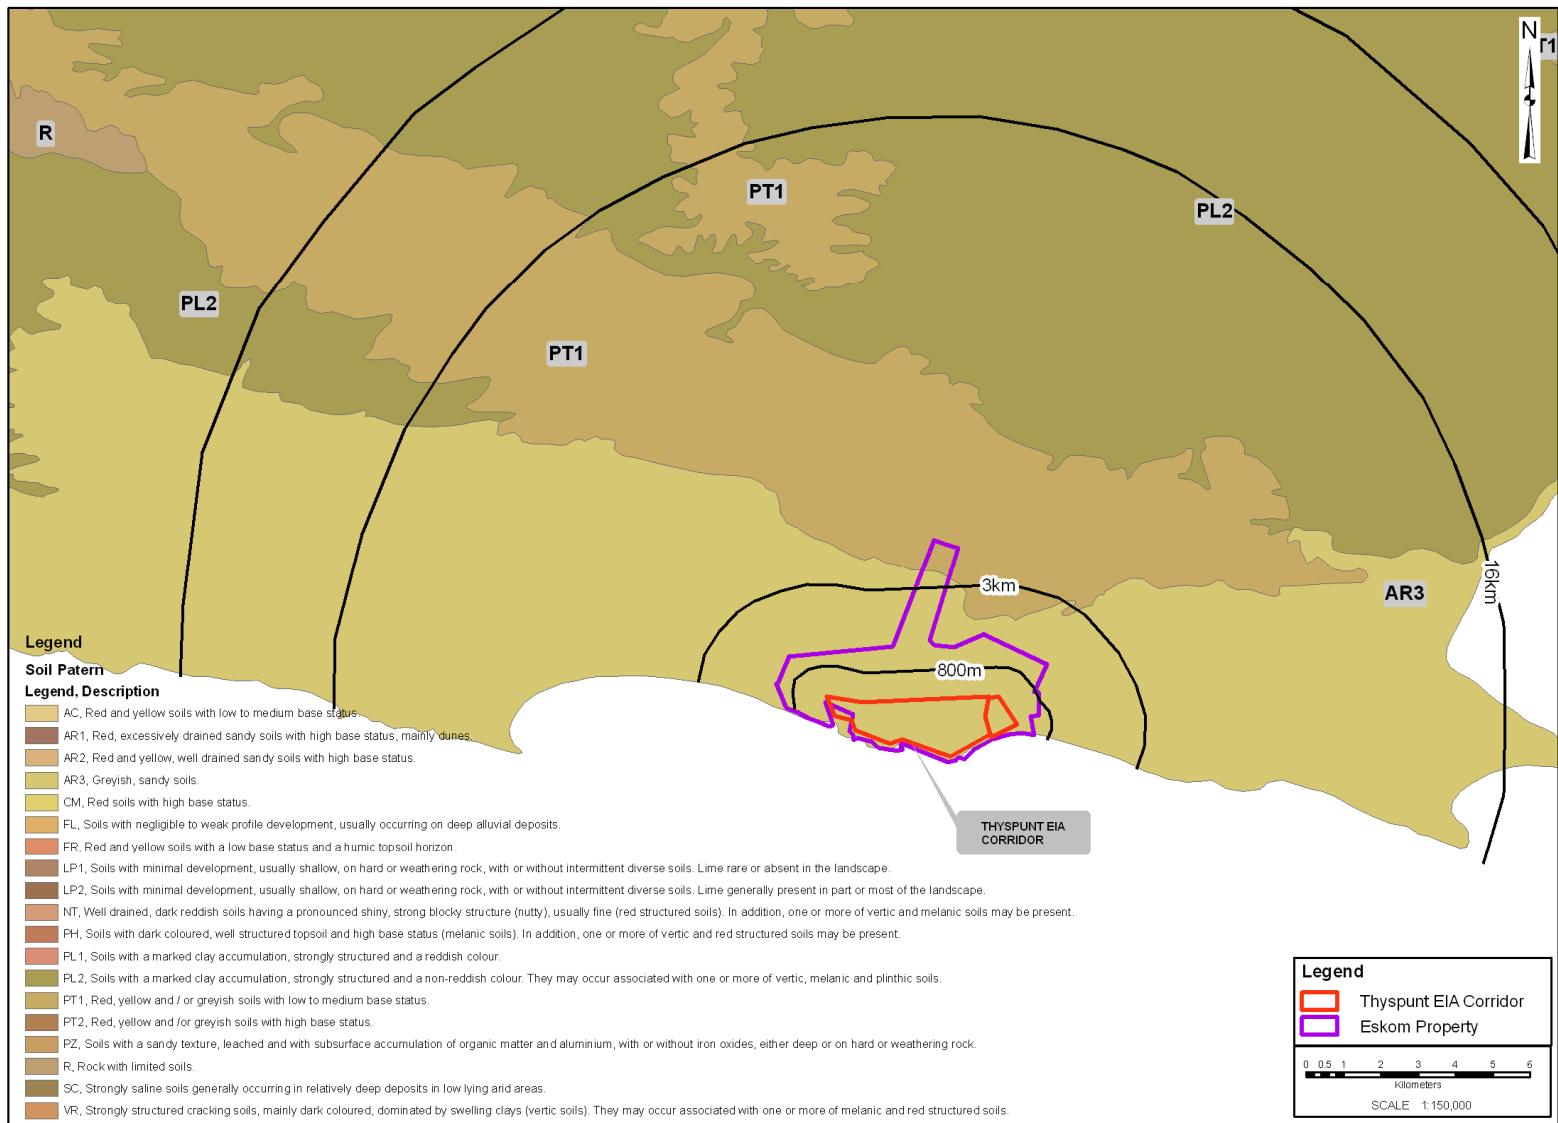 N
T1
R
PT1
PL2
PL2
PT1
3km
16km
AR3
800m
THYSPUNT EIA
CORRIDOR
Legend
Soil Patern
Legend, Description
AC, Red and yellow soils with low to medium base status.
AR1, Red, excessively drained sandy soils with high base status, mainly dunes.
AR2, Red and yellow, well drained sandy soils with high base status.
AR3, Greyish, sandy soils.
CM, Red soils with high base status.
FL, Soils with negligible to weak profile development, usually occurring on deep alluvial deposits.
FR, Red and yellow soils with a low base status and a humic topsoil horizon.
LP1, Soils with minimal development, usually shallow, on hard or weathering rock, with or without intermittent diverse soils. Lime rare or absent in the landscape.
LP2, Soils with minimal development, usually shallow, on hard or weathering rock, with or without intermittent diverse soils. Lime generally present in part or most of the landscape.
NT, Well drained, dark reddish soils having a pronounced shiny, strong blocky structure (nutty), usually fine (red structured soils). In addition, one or more of vertic and melanic soils may be present.
PH, Soils with dark coloured, well structured topsoil and high base status (melanic soils). In addition, one or more of vertic and red structured soils may be present.
PL1, Soils with a marked clay accumulation, strongly structured and a reddish colour.
PL2, Soils with a marked clay accumulation, strongly structured and a non-reddish colour. They may occur associated with one or more of vertic, melanic and plinthic soils.
PT1, Red, yellow and / or greyish soils with low to medium base status.
PT2, Red, yellow and /or greyish soils with high base status.
PZ, Soils with a sandy texture, leached and with subsurface accumulation of organic matter and aluminium, with or without iron oxides, either deep or on hard or weathering rock.
R, Rock with limited soils.
SC, Strongly saline soils generally occurring in relatively deep deposits in low lying arid areas.
VR, Strongly structured cracking soils, mainly dark coloured, dominated by swelling clays (vertic soils). They may occur associated with one or more of melanic and red structured soils.
Legend
Thyspunt EIA Corridor
Eskom Property
0 0.5 1 2 3 4 5 6
Kilometers
SCALE 1:150,000